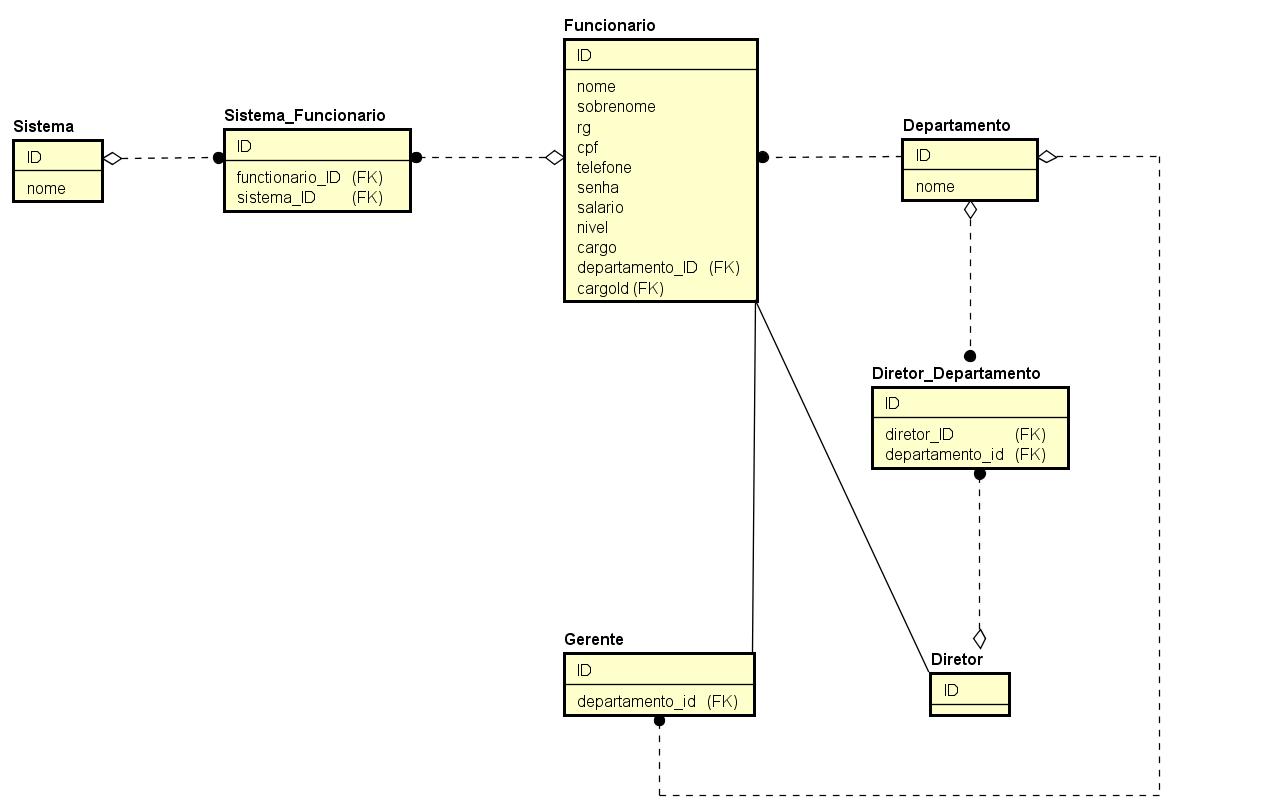 Funcionario
ID
nome
sobrenome
rg
cpf
telefone
senha
salario
nivel
cargo
departamento_ID (FK)
cargoId (FK)
Sistema
ID
nome
Sistema_Funcionario
ID
functionario_ID (FK)
sistema_ID (FK)
Departamento
ID
nome
Diretor_Departamento
ID
diretor_ID (FK)
departamento_id (FK)
Gerente
ID
departamento_id (FK)
Diretor
ID